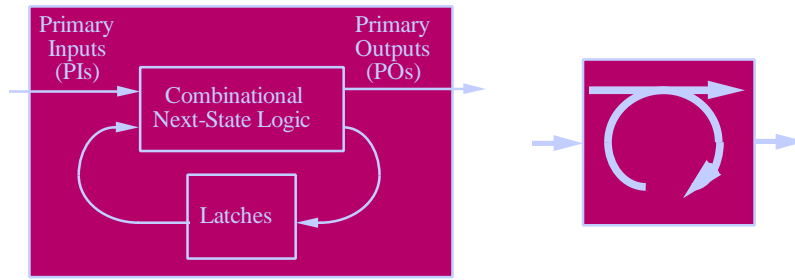 Primary
Inputs
(PIs)
Primary
Outputs
(POs)
Combinational
Next-State Logic
Latches